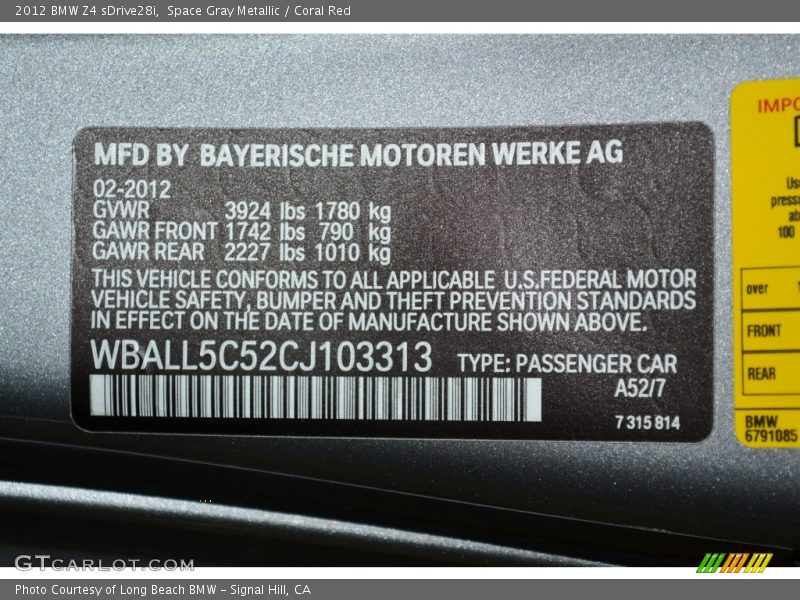 2012 BMW Z4 sDrive28i, Space Gray Metallic / Coral Red
MFD BY BAYERISCHE MOTOREN WERKE AG
02-2012
GVWR 3924 lbs 1780 kg
GAWR FRONT 1742 lbs 790 kg
GAWR REAR 2227 lbs 1010 kg
THIS VEHICLE CONFORMS TO ALL APPLICABLE U.S.FEDERAL MOTOR
VEHICLE SAFETY, BUMPER AND THEFT PREVENTION STANDARDS
IN EFFECT ON THE DATE OF MANUFACTURE SHOWN ABOVE.
WBALL5C52CJ103313 TYPE: PASSENGER CAR
A52/7
7 315 814
over
FRONT
REAR
BMW
6791085
100
GTCARLOT.COM
Photo Courtesy of Long Beach BMW - Signal Hill, CA